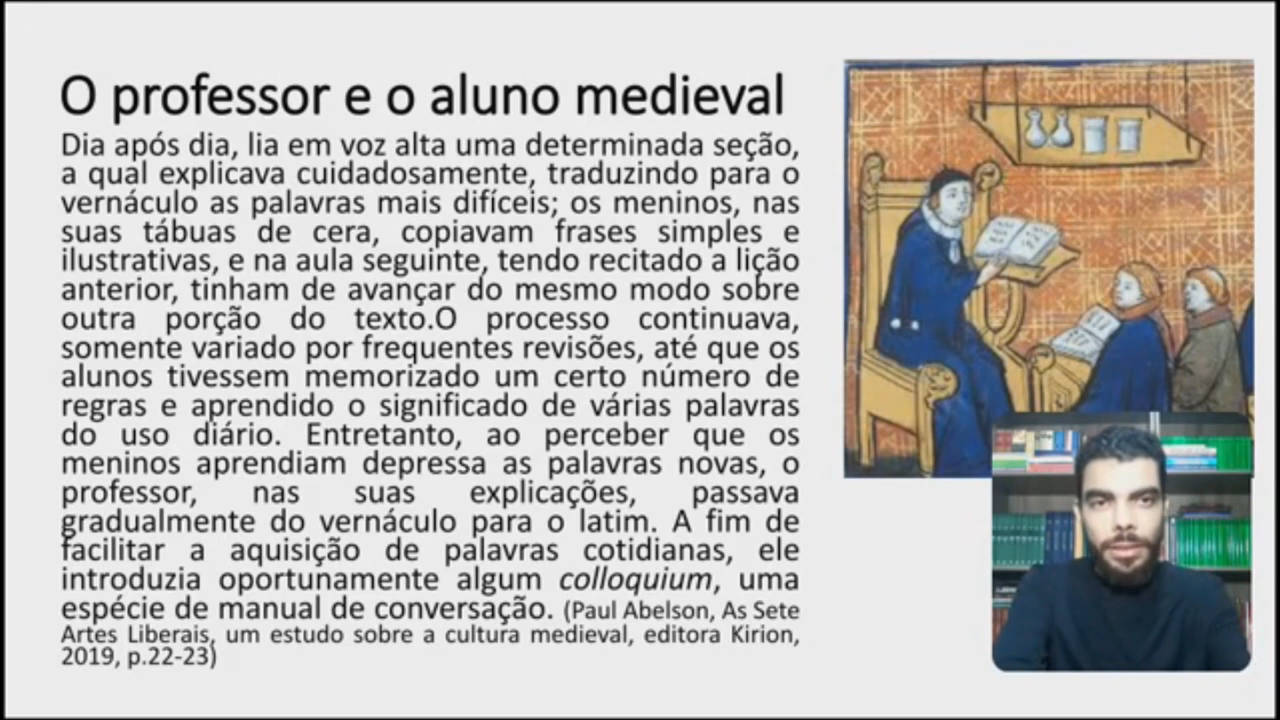 O professor e o aluno medieval
Dia após dia, lia em voz alta uma determinada seção,
a qual explicava cuidadosamente, traduzindo para o
vernáculo as palavras mais difíceis; os meninos, nas
suas tábuas de cera, copiavam frases simples e
ilustrativas, e na aula seguinte, tendo recitado a lição
anterior, tinham de avançar do mesmo modo sobre
outra porção do texto.O processo continuava,
somente variado por frequentes revisões, até que os
alunos tivessem memorizado um certo número de
regras e aprendido o significado de várias palavras
do uso diário. Entretanto, ao perceber que os
meninos aprendiam depressa as palavras novas, o
professor, nas suas explicações, passava
gradualmente do vernáculo para o latim. A fim de
facilitar a aquisição de palavras cotidianas, ele
introduzia oportunamente algum colloquium, uma
espécie de manual de conversação. (Paul Abelson, As Sete
Artes Liberais, um estudo sobre a cultura medieval, editora Kirion,
2019, p.22-23)